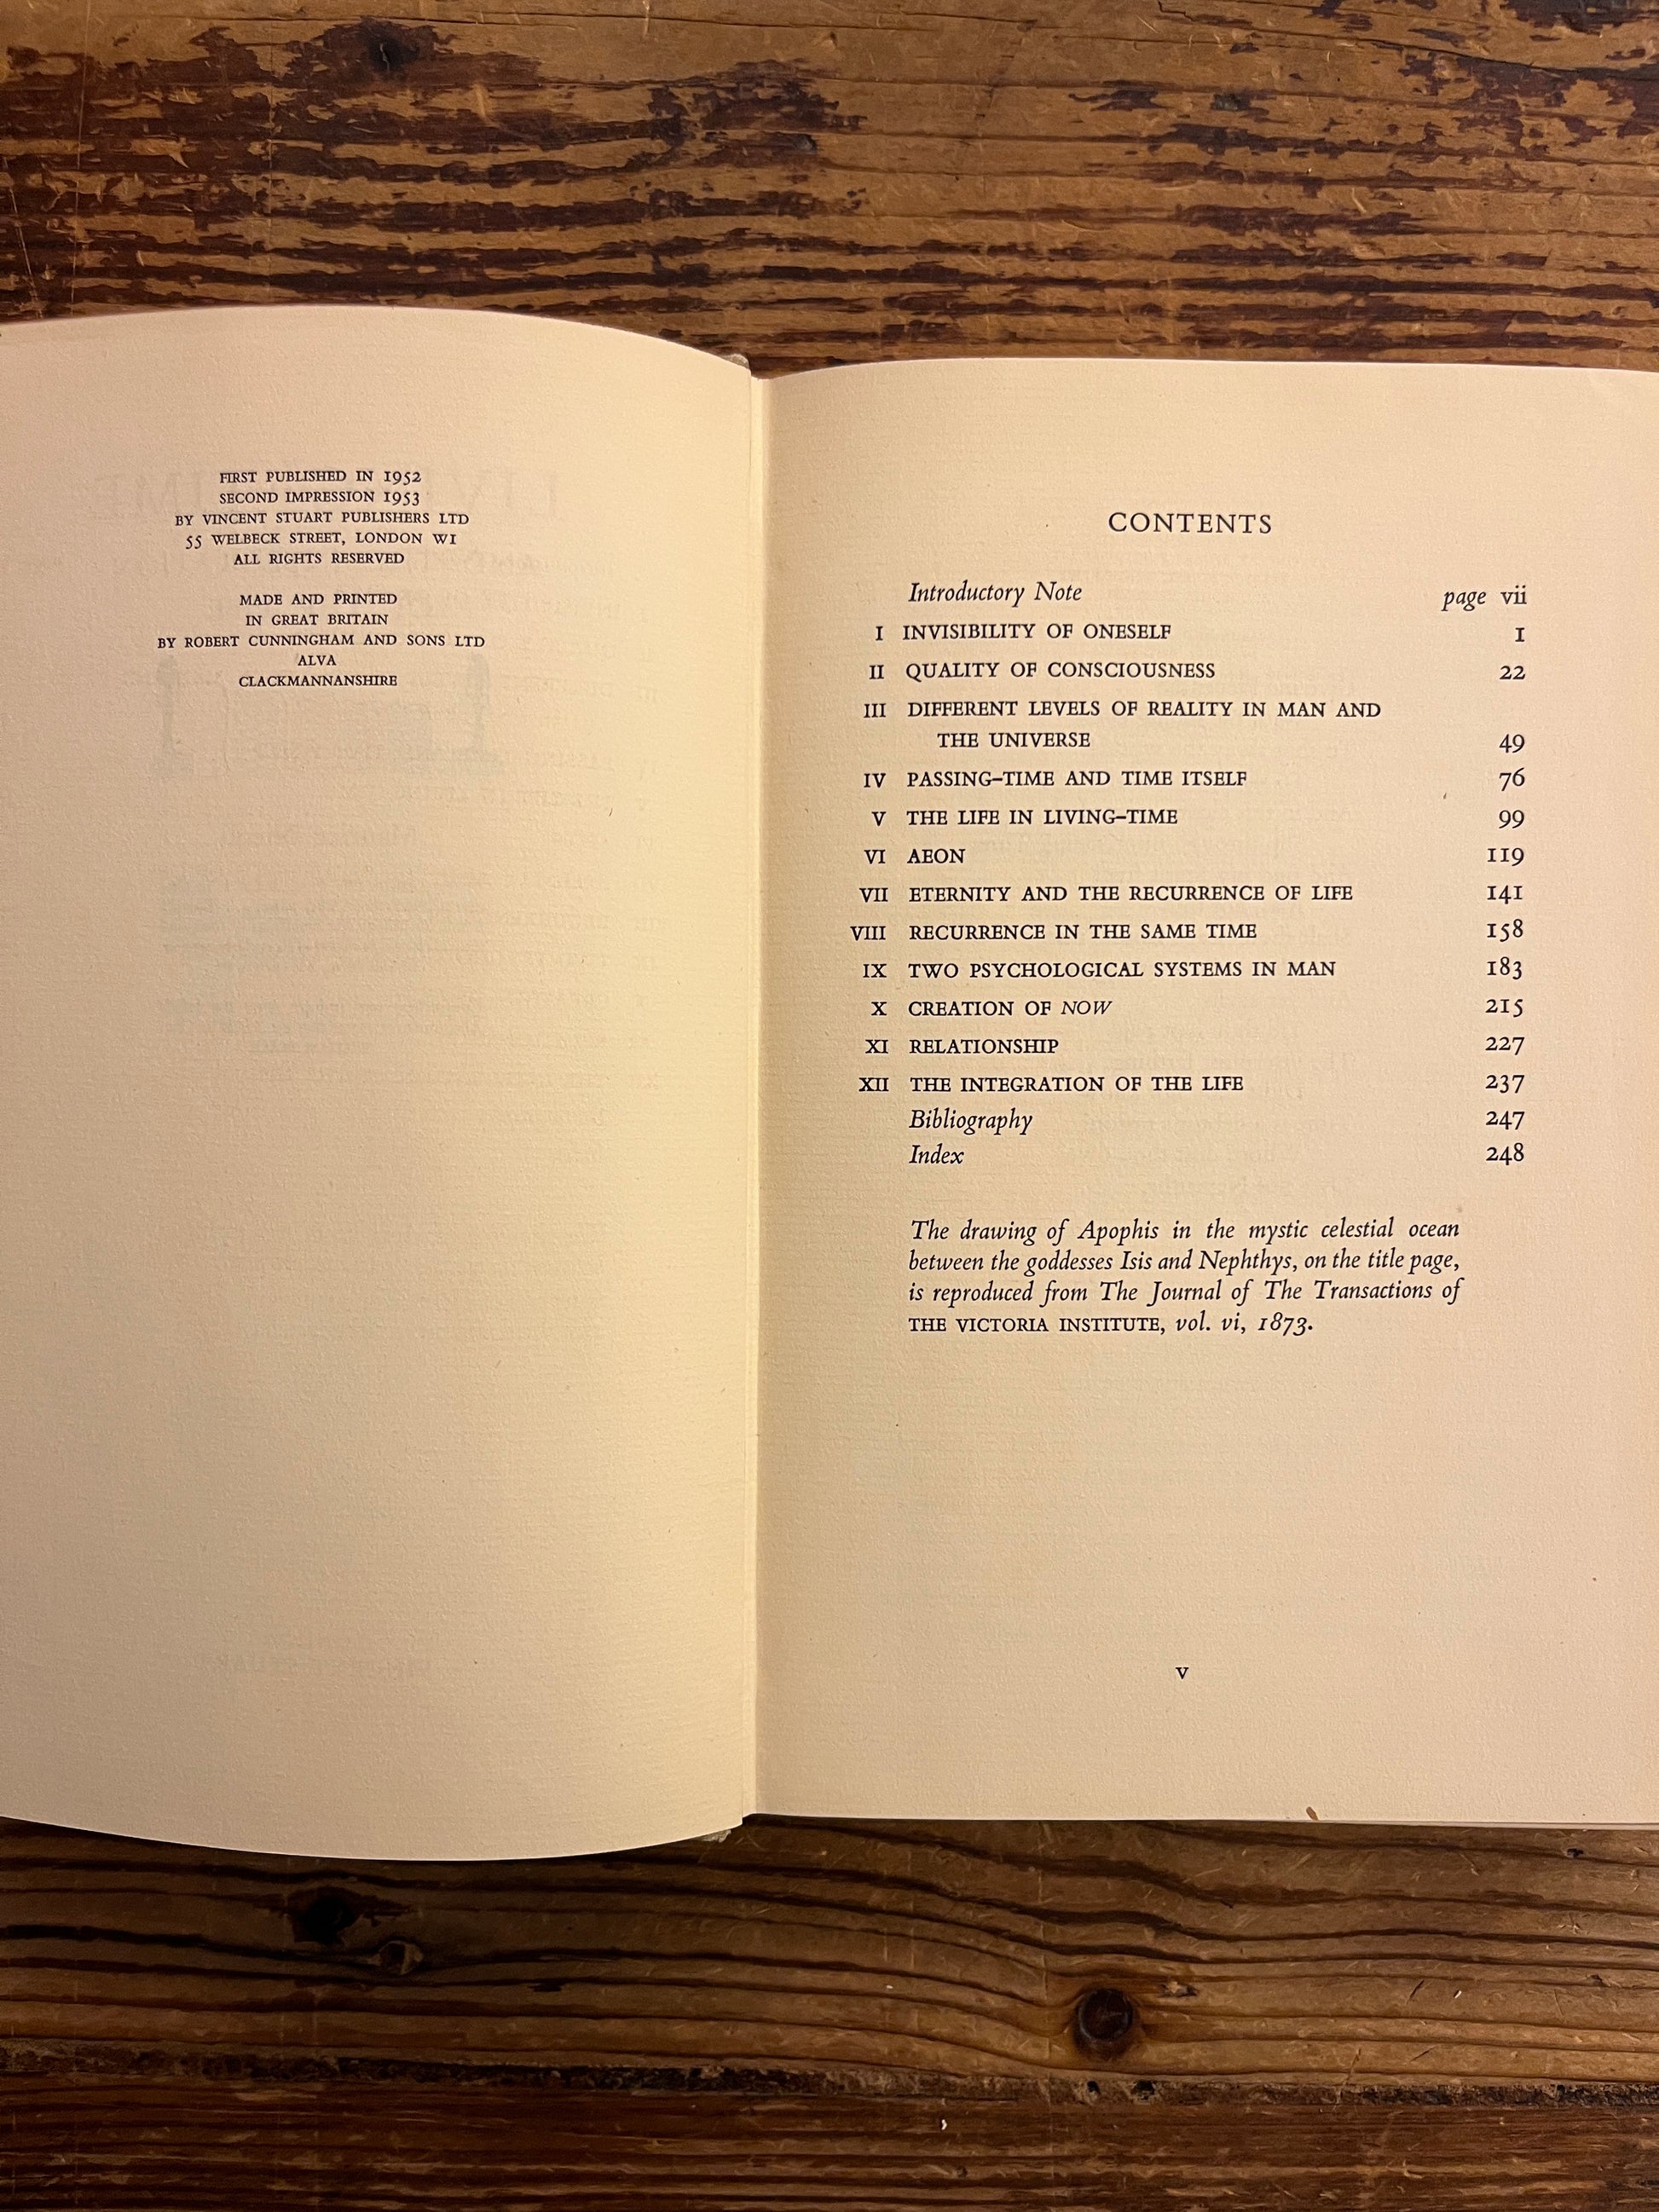 FIRST PUBLISHED IN 1952
SECOND IMPRESSION 1953
BY VINCENT STUART PUBLISHERS LTD
55 WELBECK STREET, LONDON W1
ALL RIGHTS RESERVED
MADE AND PRINTED
IN GREAT BRITAIN
BY ROBERT CUNNINGHAM AND SONS LTD
ALVA
CLACKMANNANSHIRE
CONTENTS
Introductory Note page vii
I INVISIBILITY OF ONESELF 1
II QUALITY OF CONSCIOUSNESS 22
III DIFFERENT LEVELS OF REALITY IN MAN AND
THE UNIVERSE 49
IV PASSING–TIME AND TIME ITSELF 76
V THE LIFE IN LIVING–TIME 99
VI AEON 119
VII ETERNITY AND THE RECURRENCE OF LIFE 141
VIII RECURRENCE IN THE SAME TIME 158
IX TWO PSYCHOLOGICAL SYSTEMS IN MAN 183
X CREATION OF NOW 215
XI RELATIONSHIP 227
XII THE INTEGRATION OF THE LIFE 237
Bibliography 247
Index 248
The drawing of Apophis in the mystic celestial ocean
between the goddesses Isis and Nephthys, on the title page,
is reproduced from The Journal of The Transactions of
THE VICTORIA INSTITUTE, vol. vi, 1873.
v